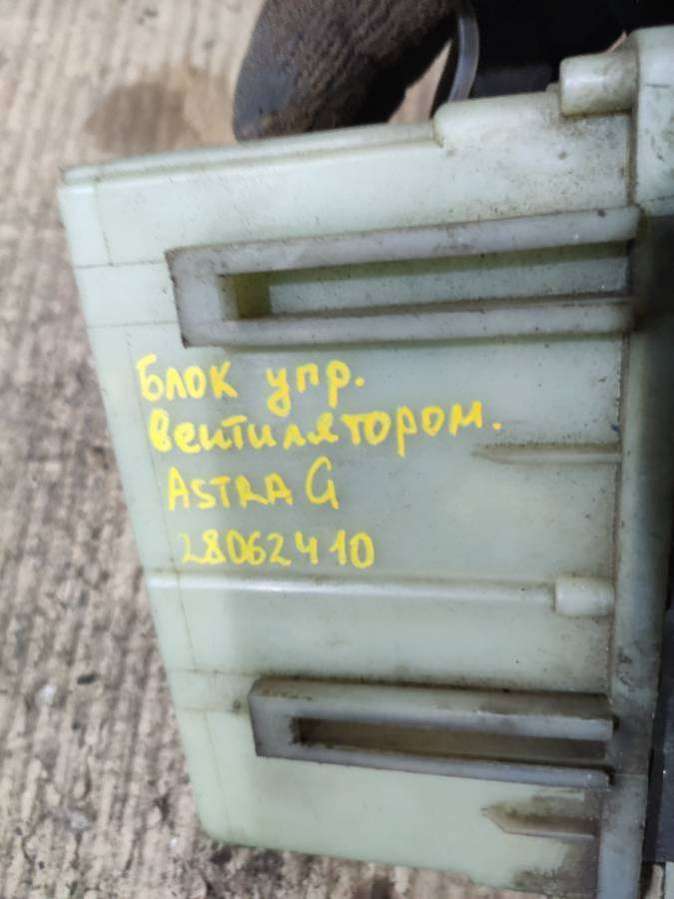 Блок упр.
вентилятором.
ASTRA G
28062410